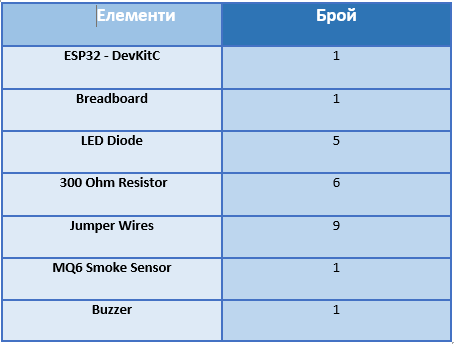 Елементи Брой
ESP32 - DevKitC 1
Breadboard 1
LED Diode 5
300 Ohm Resistor 6
Jumper Wires 9
MQ6 Smoke Sensor 1
Buzzer 1